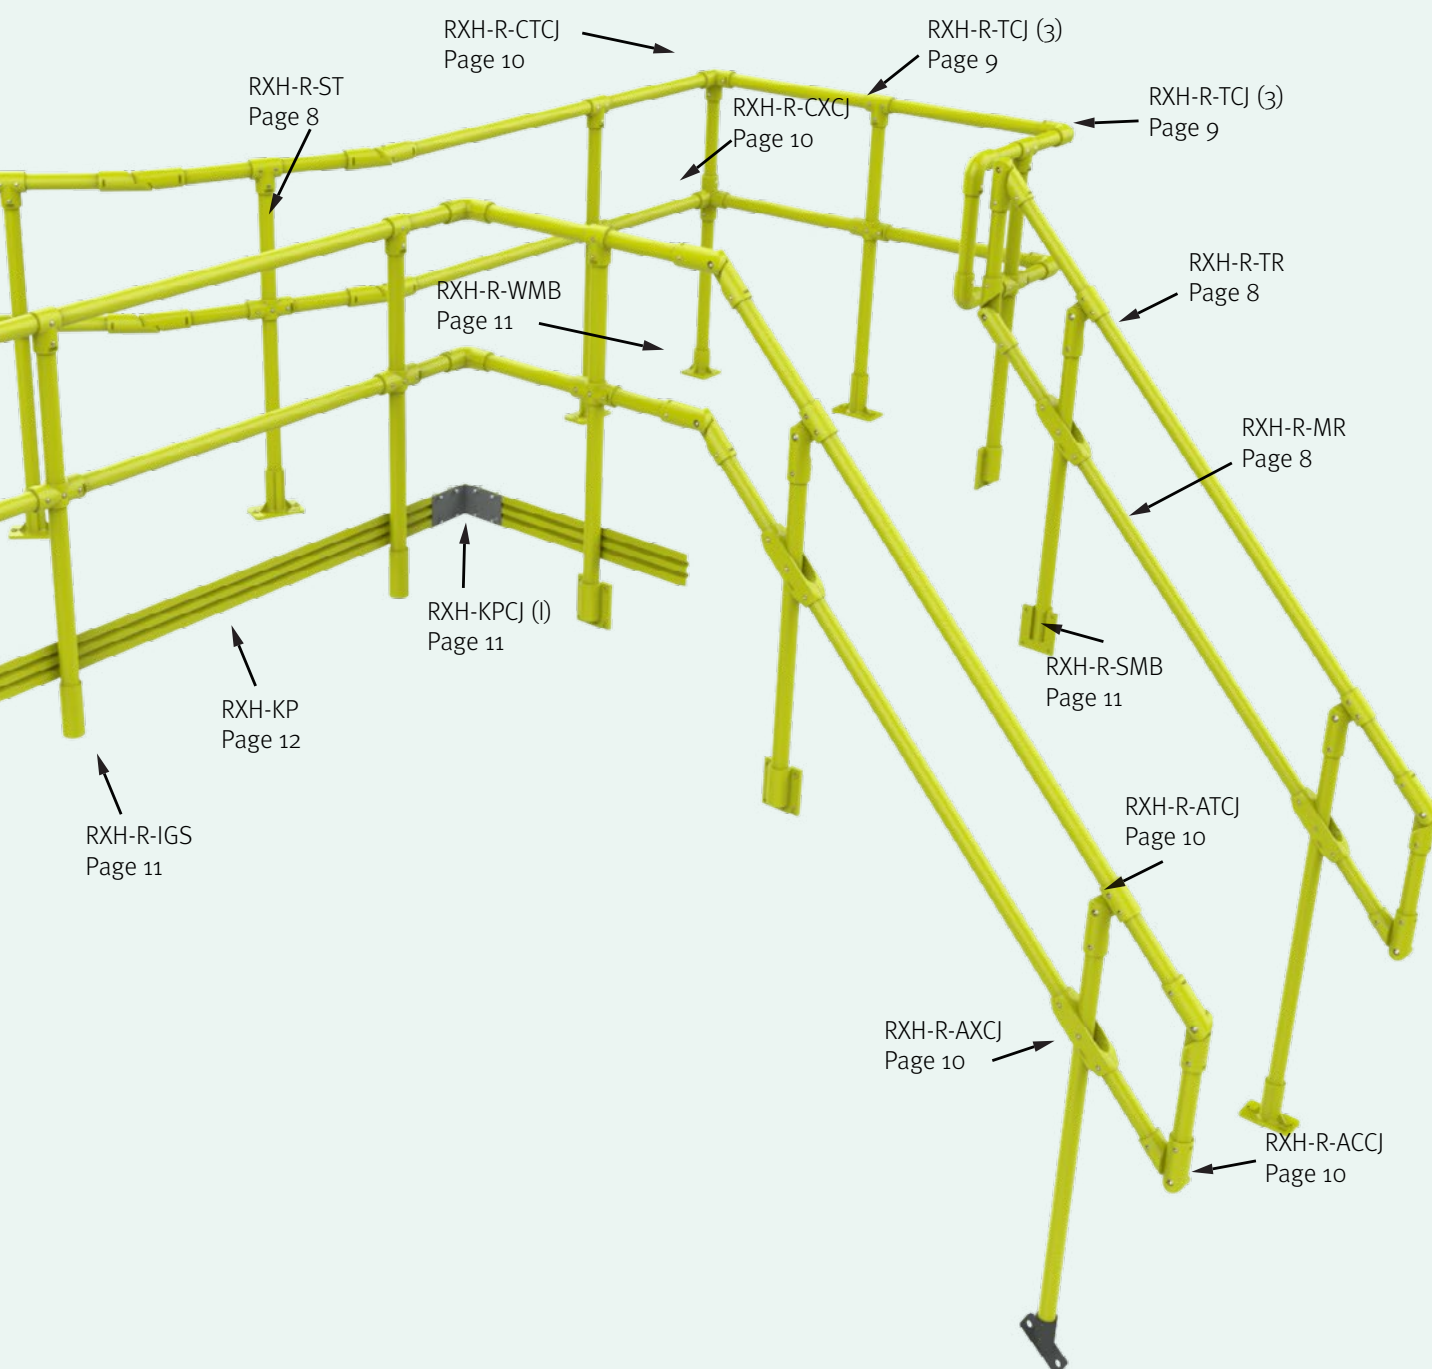 RXH-R-CTCJ
Page 10
RXH-R-TCJ (3)
Page 9
RXH-R-ST
Page 8
RXH-R-CXCJ
Page 10
RXH-R-TCJ (3)
Page 9
RXH-R-WMB
Page 11
RXH-R-TR
Page 8
RXH-R-MR
Page 8
RXH-KPCJ (I)
Page 11
RXH-R-SMB
Page 11
RXH-KP
Page 12
RXH-R-IGS
Page 11
RXH-R-ATCJ
Page 10
RXH-R-AXCJ
Page 10
RXH-R-ACCJ
Page 10